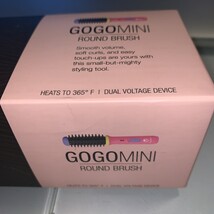 GOGOMINI
ROUND BRUSH
Smooth volume,
soft curls, and easy
touch-ups are yours with
this small-but-mighty
styling tool.
HEATS TO 365° F | DUAL VOLTAGE DEVICE
GOGOMINI
ROUND BRUSH